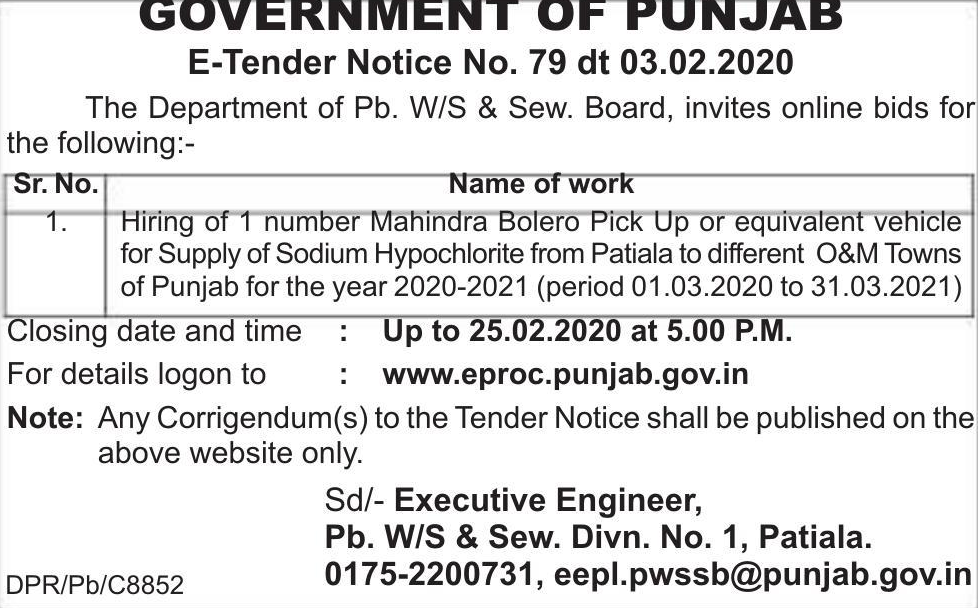 GOVERNMENT OF PUNJAB
E-Tender Notice No. 79 dt 03.02.2020
The Department of Pb. W/S & Sew. Board, invites online bids for
the following:-
Sr. No. Name of work
1. Hiring of 1 number Mahindra Bolero Pick Up or equivalent vehicle
for Supply of Sodium Hypochlorite from Patiala to different O&M Towns
of Punjab for the year 2020-2021 (period 01.03.2020 to 31.03.2021)
Closing date and time : Up to 25.02.2020 at 5.00 P.M.
For details logon to : www.eproc.punjab.gov.in
Note: Any Corrigendum(s) to the Tender Notice shall be published on the
above website only.
Sd/- Executive Engineer,
Pb. W/S & Sew. Divn. No. 1, Patiala.
DPR/Pb/C8852 0175-2200731, eepl.pwssb@punjab.gov.in